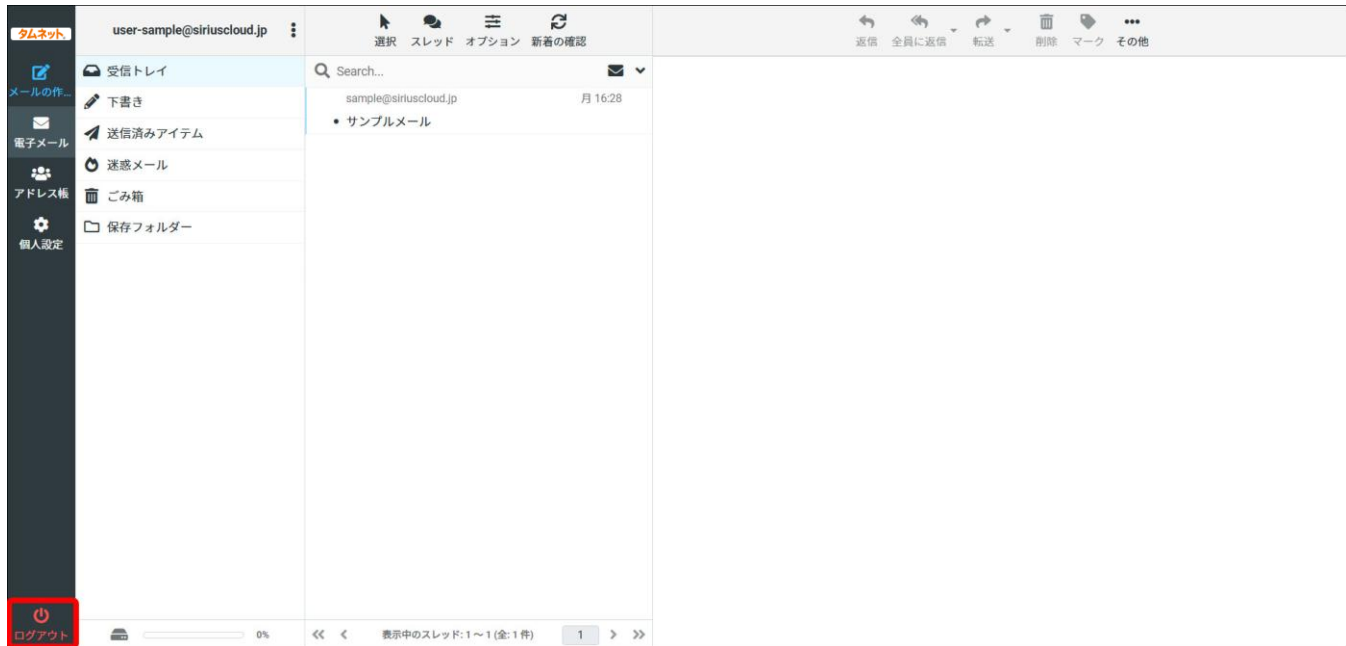 タムネット
メールの作...
電子メール
アドレス帳
個人設定
ログアウト
user-sample@siriuscloud.jp
受信トレイ
下書き
送信済みアイテム
迷惑メール
ごみ箱
保存フォルダー
0%
選択 スレッド オプション 新着の確認
Search...
sample@siriuscloud.jp 月 16:28
• サンプルメール
表示中のスレッド: 1 ～ 1 (全: 1 件) 1
返信 全員に返信 転送 削除 マーク その他